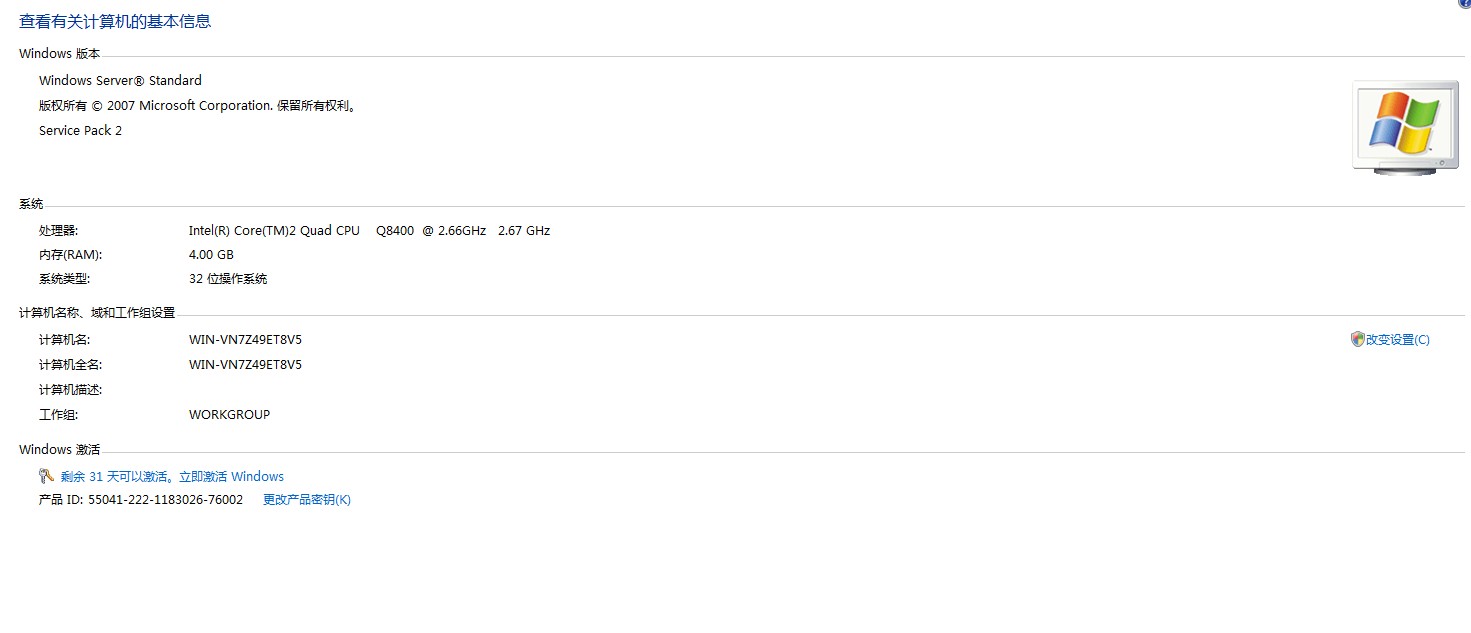 查看有关计算机的基本信息
Windows 版本
Windows Server® Standard
版权所有 © 2007 Microsoft Corporation. 保留所有权利。
Service Pack 2
系统
处理器: Intel(R) Core(TM)2 Quad CPU Q8400 @ 2.66GHz 2.67 GHz
内存(RAM): 4.00 GB
系统类型: 32 位操作系统
计算机名称、域和工作组设置
计算机名: WIN-VN7Z49ET8V5 改变设置(C)
计算机全名: WIN-VN7Z49ET8V5
计算机描述:
工作组: WORKGROUP
Windows 激活
剩余 31 天可以激活。立即激活 Windows
产品 ID: 55041-222-1183026-76002 更改产品密钥(K)